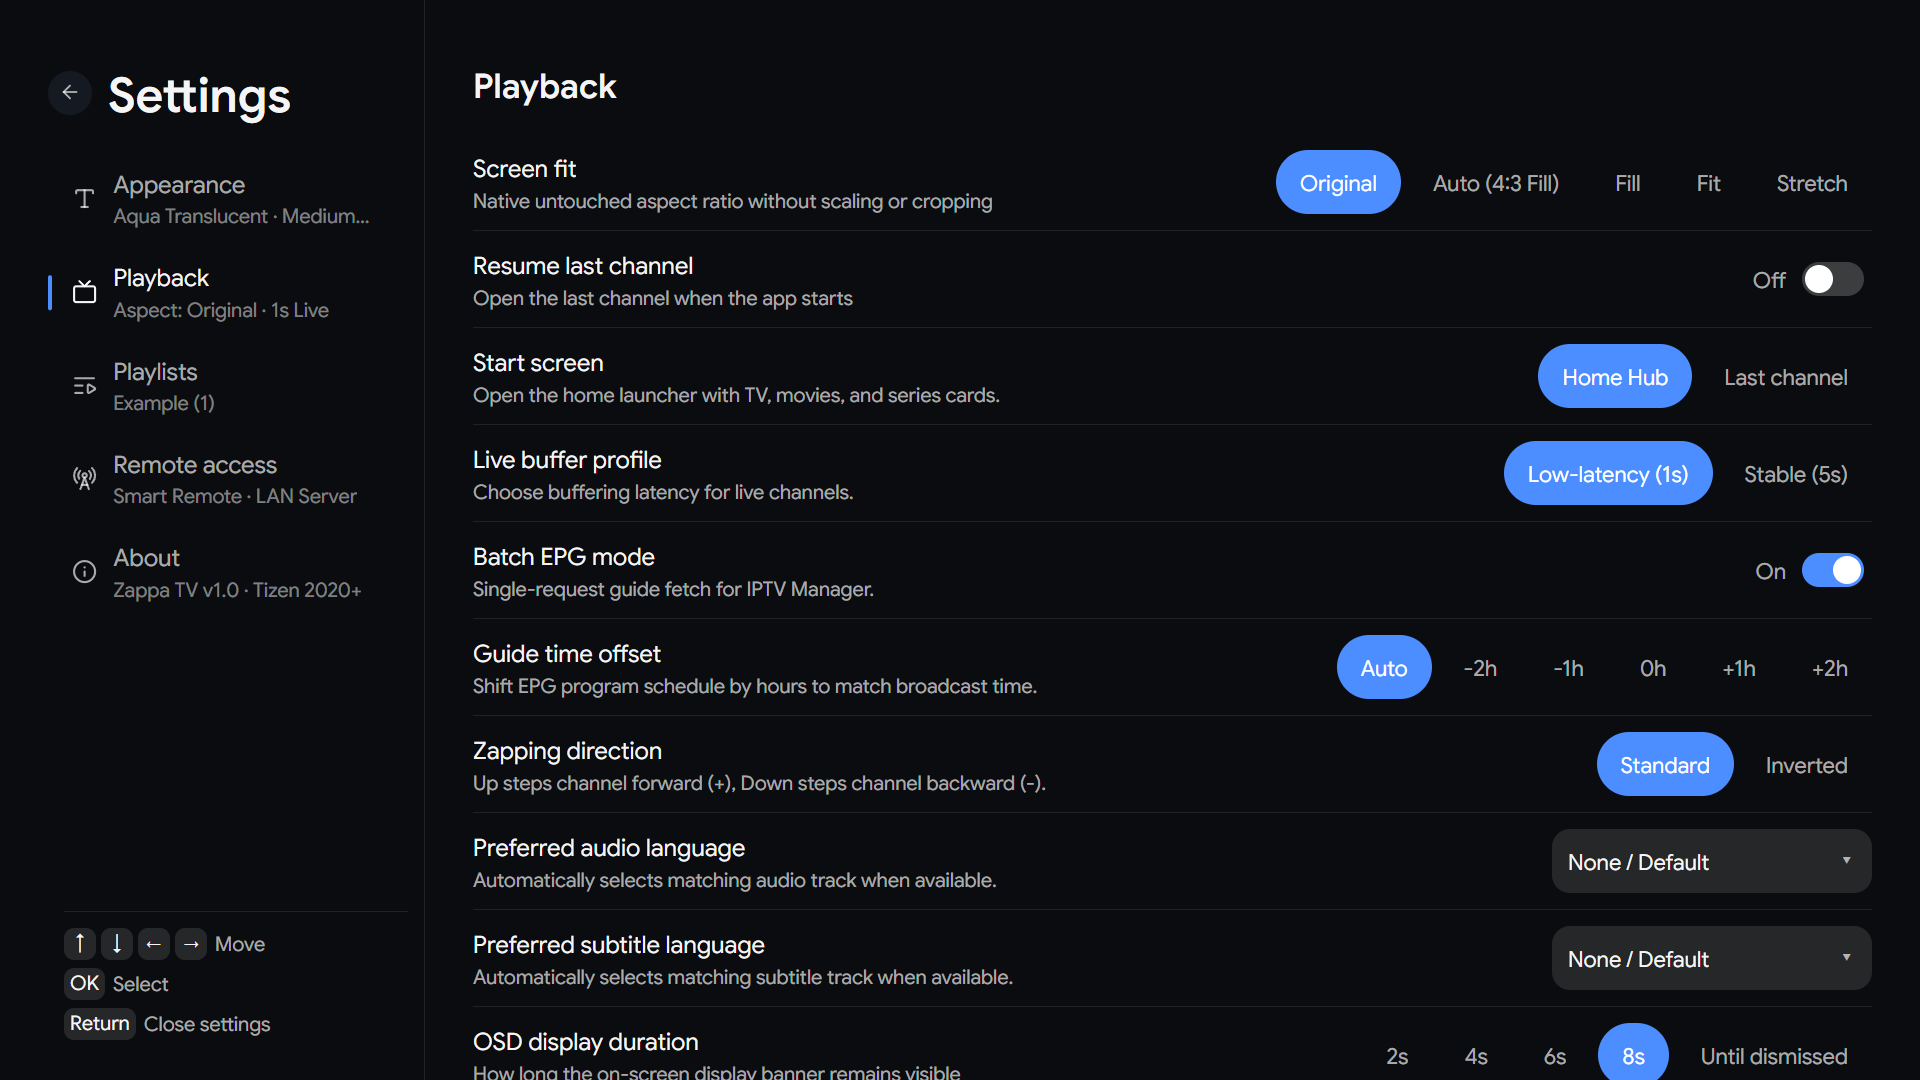 Settings
Appearance
Aqua Translucent · Medium...
Playback
Aspect: Original · 1s Live
Playlists
Example (1)
Remote access
Smart Remote · LAN Server
About
Zappa TV v1.0 · Tizen 2020+
↑ ↓ ← → Move
OK Select
Return Close settings
Playback
Screen fit
Native untouched aspect ratio without scaling or cropping
Original Auto (4:3 Fill) Fill Fit Stretch
Resume last channel
Open the last channel when the app starts
Off
Start screen
Open the home launcher with TV, movies, and series cards.
Home Hub Last channel
Live buffer profile
Choose buffering latency for live channels.
Low-latency (1s) Stable (5s)
Batch EPG mode
Single-request guide fetch for IPTV Manager.
On
Guide time offset
Shift EPG program schedule by hours to match broadcast time.
Auto -2h -1h 0h +1h +2h
Zapping direction
Up steps channel forward (+), Down steps channel backward (-).
Standard Inverted
Preferred audio language
Automatically selects matching audio track when available.
None / Default
Preferred subtitle language
Automatically selects matching subtitle track when available.
None / Default
OSD display duration
How long the on-screen display banner remains visible
2s 4s 6s 8s Until dismissed